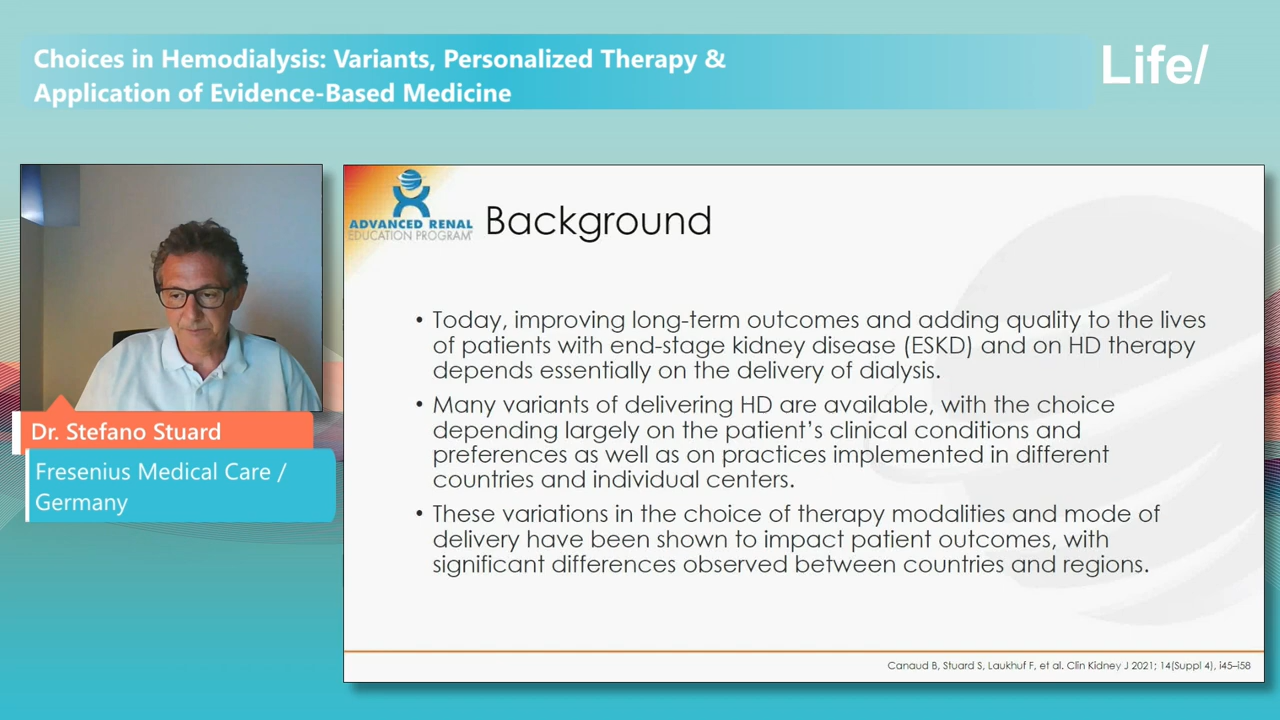 Choices in Hemodialysis: Variants, Personalized Therapy &
Application of Evidence-Based Medicine
Life/
Dr. Stefano Stuard
Fresenius Medical Care /
Germany
ADVANCED RENAL
EDUCATION PROGRAM
Background
• Today, improving long-term outcomes and adding quality to the lives
of patients with end-stage kidney disease (ESKD) and on HD therapy
depends essentially on the delivery of dialysis.
• Many variants of delivering HD are available, with the choice
depending largely on the patient’s clinical conditions and
preferences as well as on practices implemented in different
countries and individual centers.
• These variations in the choice of therapy modalities and mode of
delivery have been shown to impact patient outcomes, with
significant differences observed between countries and regions.
Canaud B, Stuard S, Laukhuf F, et al. Clin Kidney J 2021; 14(Suppl 4), i45–i58